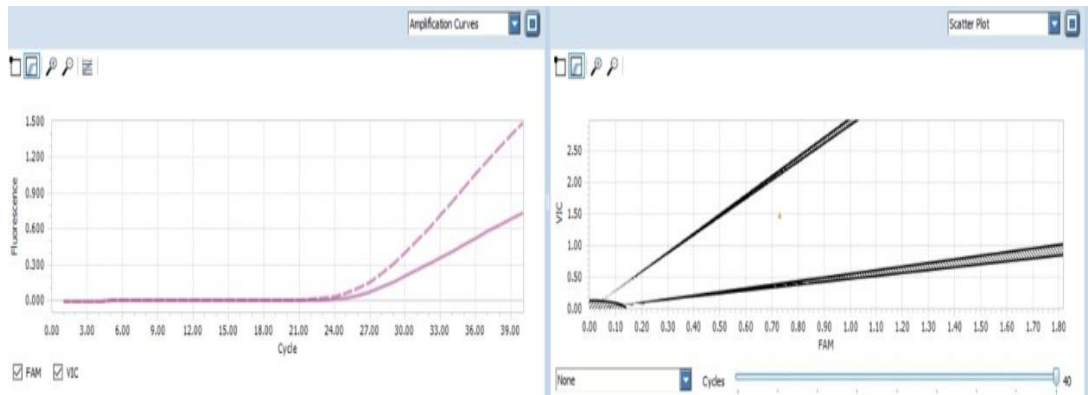 Amplification Curves
Fluorescence
1.500
1.200
0.900
0.600
0.300
0.000
0.00 3.00 6.00 9.00 12.00 15.00 18.00 21.00 24.00 27.00 30.00 33.00 36.00 39.00
Cycle
FAM VIC
Scatter Plot
VIC
2.50
2.00
1.50
1.00
0.50
0.00
0.00 0.10 0.20 0.30 0.40 0.50 0.60 0.70 0.80 0.90 1.00 1.10 1.20 1.30 1.40 1.50 1.60 1.70 1.80
FAM
None Cycles 40